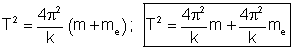 T² = 4π²/k (m + mₑ) ; T² = 4π²/k m + 4π²/k mₑ